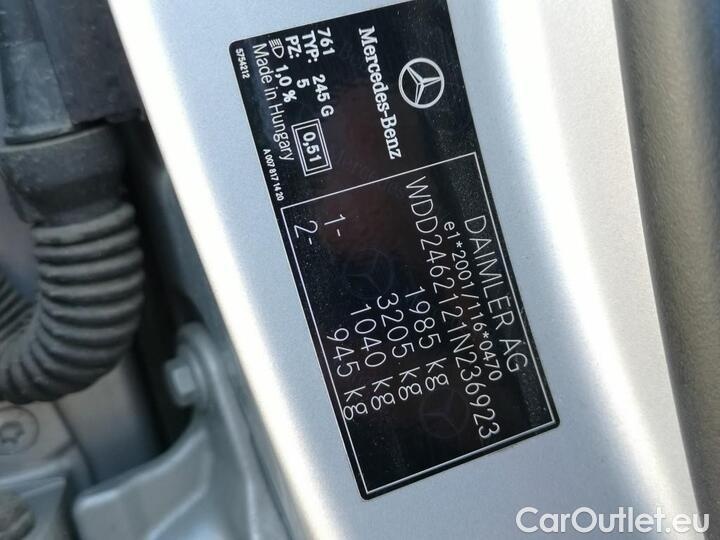 Mercedes-Benz
761
TYP: 245 G
PZ: 5
1,0 %
0,51
Made in Hungary
5754212
A 007 817 14 20
DAIMLER AG
e1*2001/116*0470
WDD2462121N236923
1985 kg
3205 kg
1- 1040 kg
2- 945 kg
CarOutlet.eu